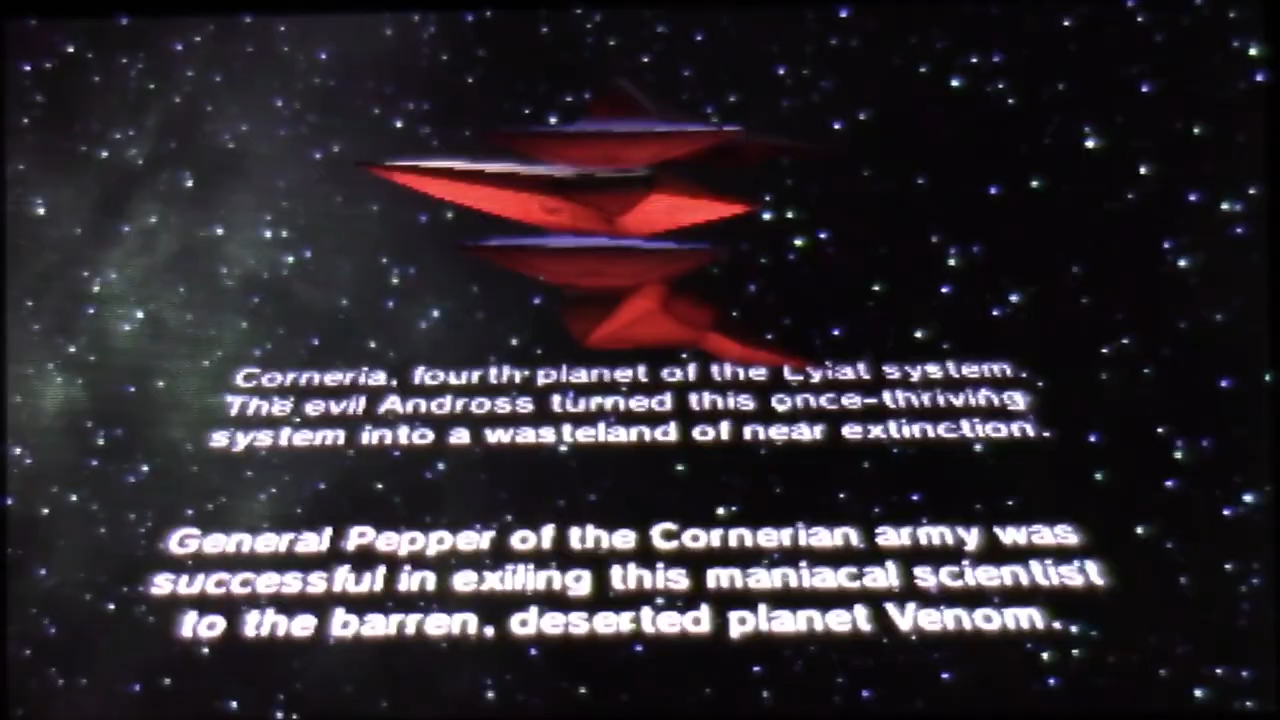 Corneria, fourth planet of the Lylat system.
The evil Andross turned this once-thriving
system into a wasteland of near extinction.
General Pepper of the Cornerian army was
successful in exiling this maniacal scientist
to the barren, deserted planet Venom..